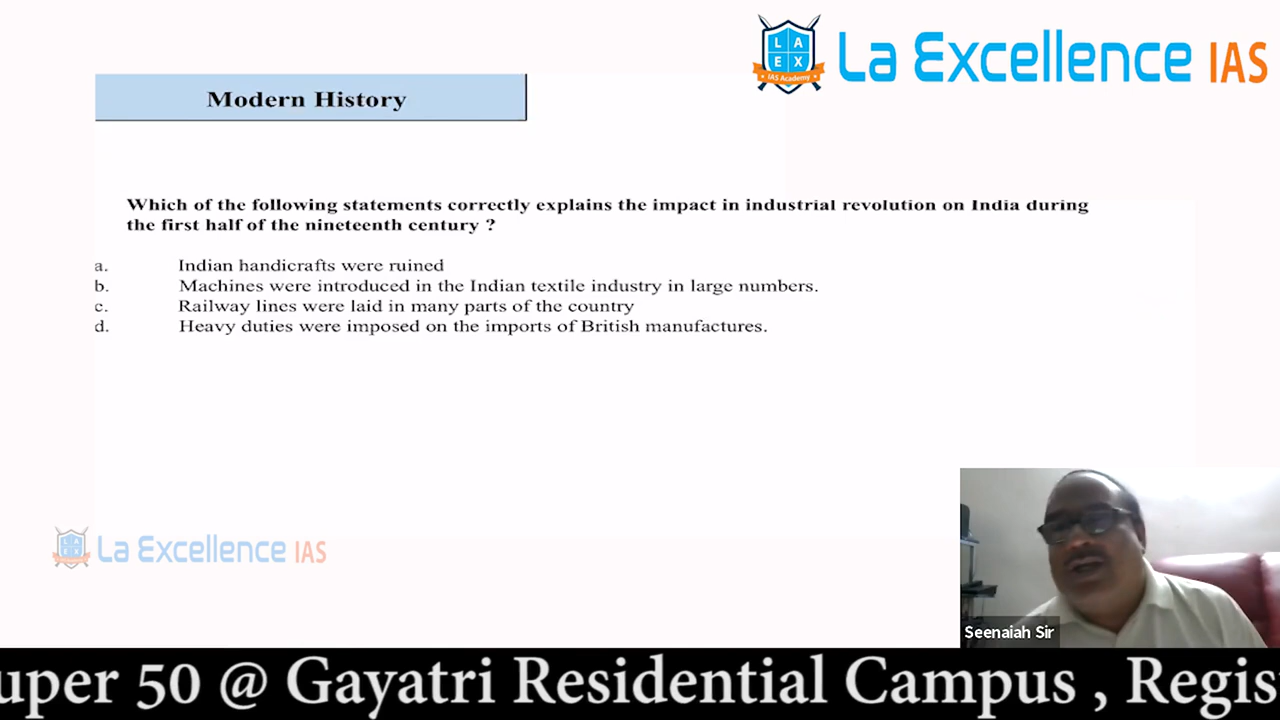 L A
E X
IAS Academy
La Excellence IAS
Modern History
Which of the following statements correctly explains the impact in industrial revolution on India during
the first half of the nineteenth century ?
a. Indian handicrafts were ruined
b. Machines were introduced in the Indian textile industry in large numbers.
c. Railway lines were laid in many parts of the country
d. Heavy duties were imposed on the imports of British manufactures.
L A
E X
La Excellence IAS
Seenaiah Sir
uper 50 @ Gayatri Residential Campus , Regis